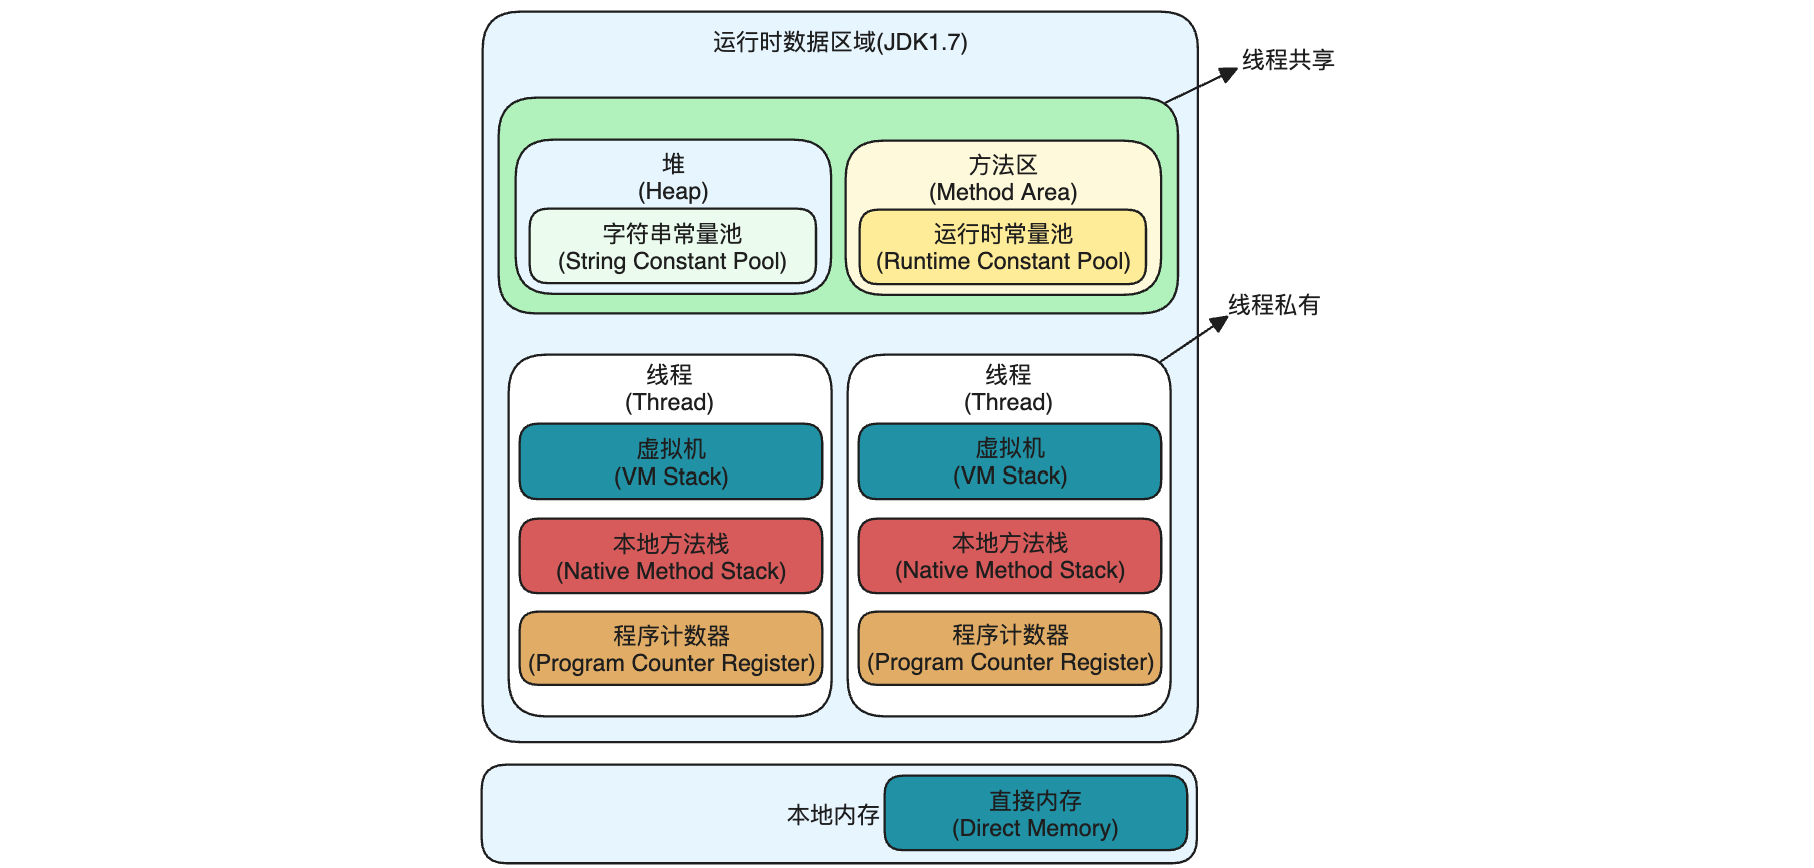 运行时数据区域(JDK1.7)
线程共享
堆
(Heap)
字符串常量池
(String Constant Pool)
方法区
(Method Area)
运行时常量池
(Runtime Constant Pool)
线程私有
线程
(Thread)
虚拟机
(VM Stack)
本地方法栈
(Native Method Stack)
程序计数器
(Program Counter Register)
线程
(Thread)
虚拟机
(VM Stack)
本地方法栈
(Native Method Stack)
程序计数器
(Program Counter Register)
本地内存
直接内存
(Direct Memory)